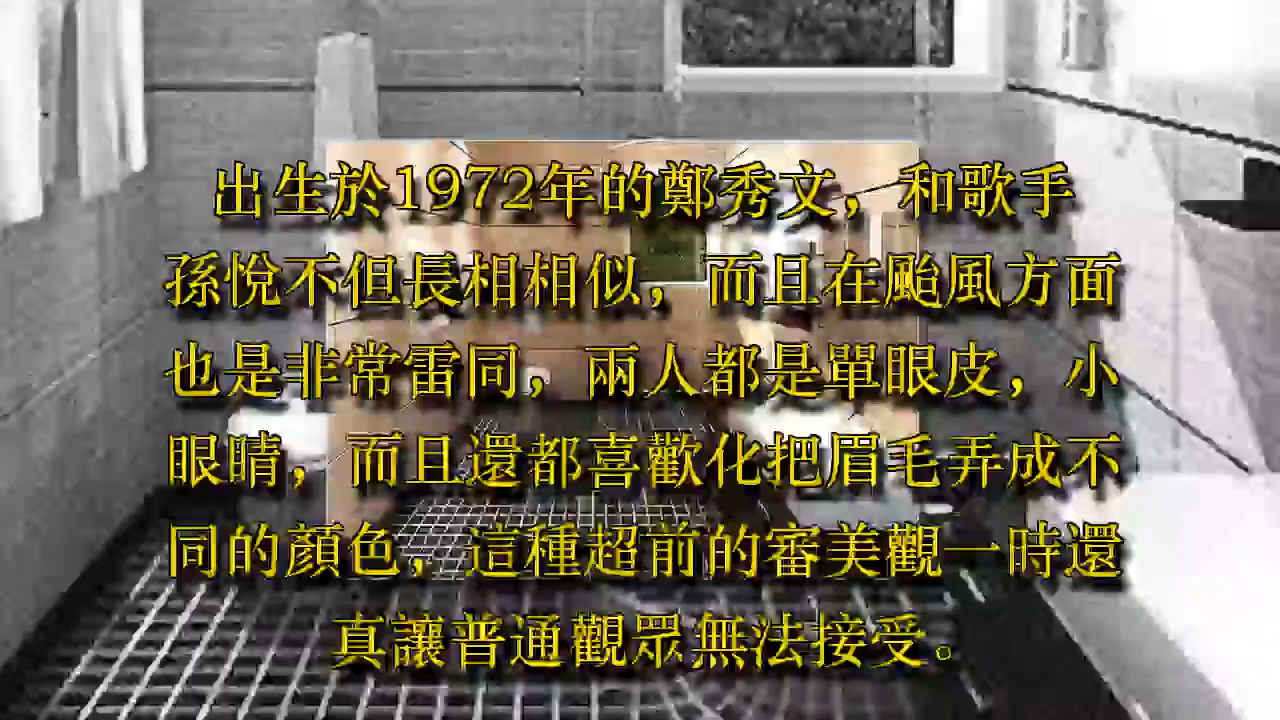 出生於1972年的鄭秀文，和歌手
孫悅不但長相相似，而且在颱風方面
也是非常雷同，兩人都是單眼皮，小
眼睛，而且還都喜歡化把眉毛弄成不
同的顏色，這種超前的審美觀一時還
真讓普通觀眾無法接受。